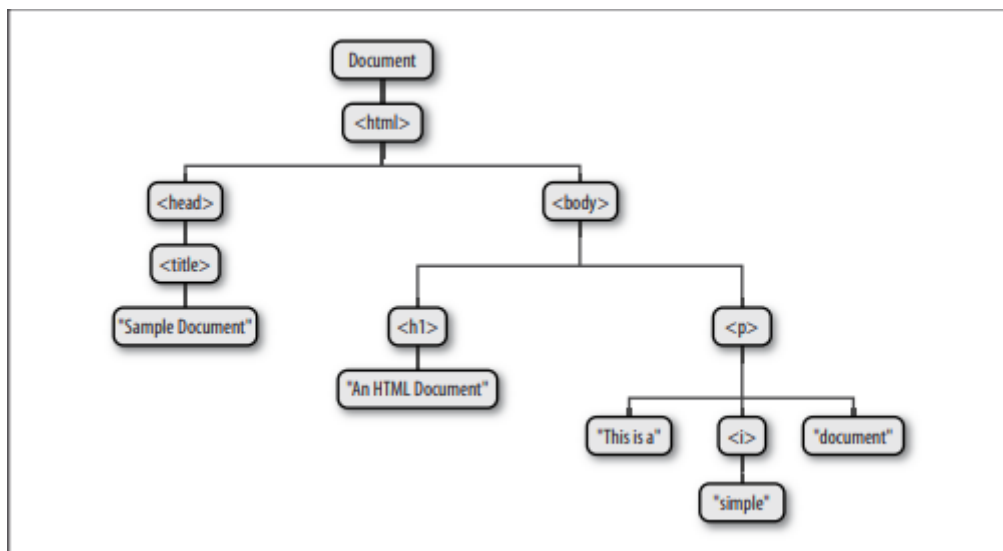 Document
<html>
<head>
<body>
<title>
"Sample Document"
<h1>
<p>
"An HTML Document"
"This is a"
<i>
"document"
"simple"